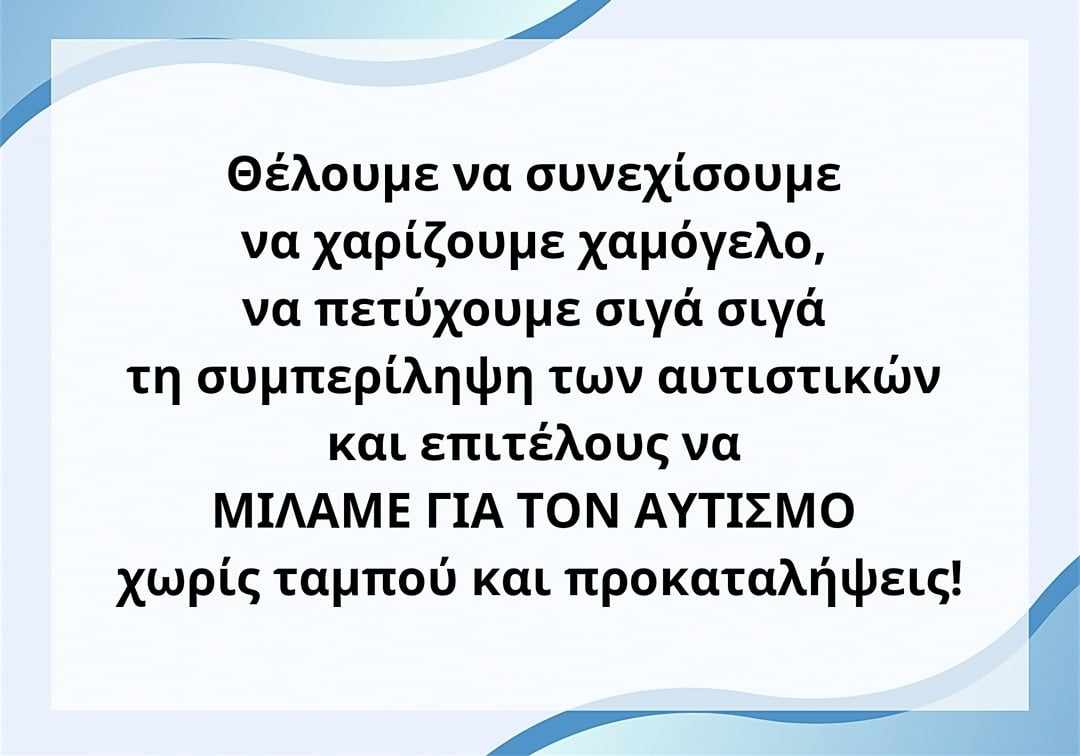 Θέλουμε να συνεχίσουμε
να χαρίζουμε χαμόγελο,
να πετύχουμε σιγά σιγά
τη συμπερίληψη των αυτιστικών
και επιτέλους να
ΜΙΛΑΜΕ ΓΙΑ ΤΟΝ ΑΥΤΙΣΜΟ
χωρίς ταμπού και προκαταλήψεις!